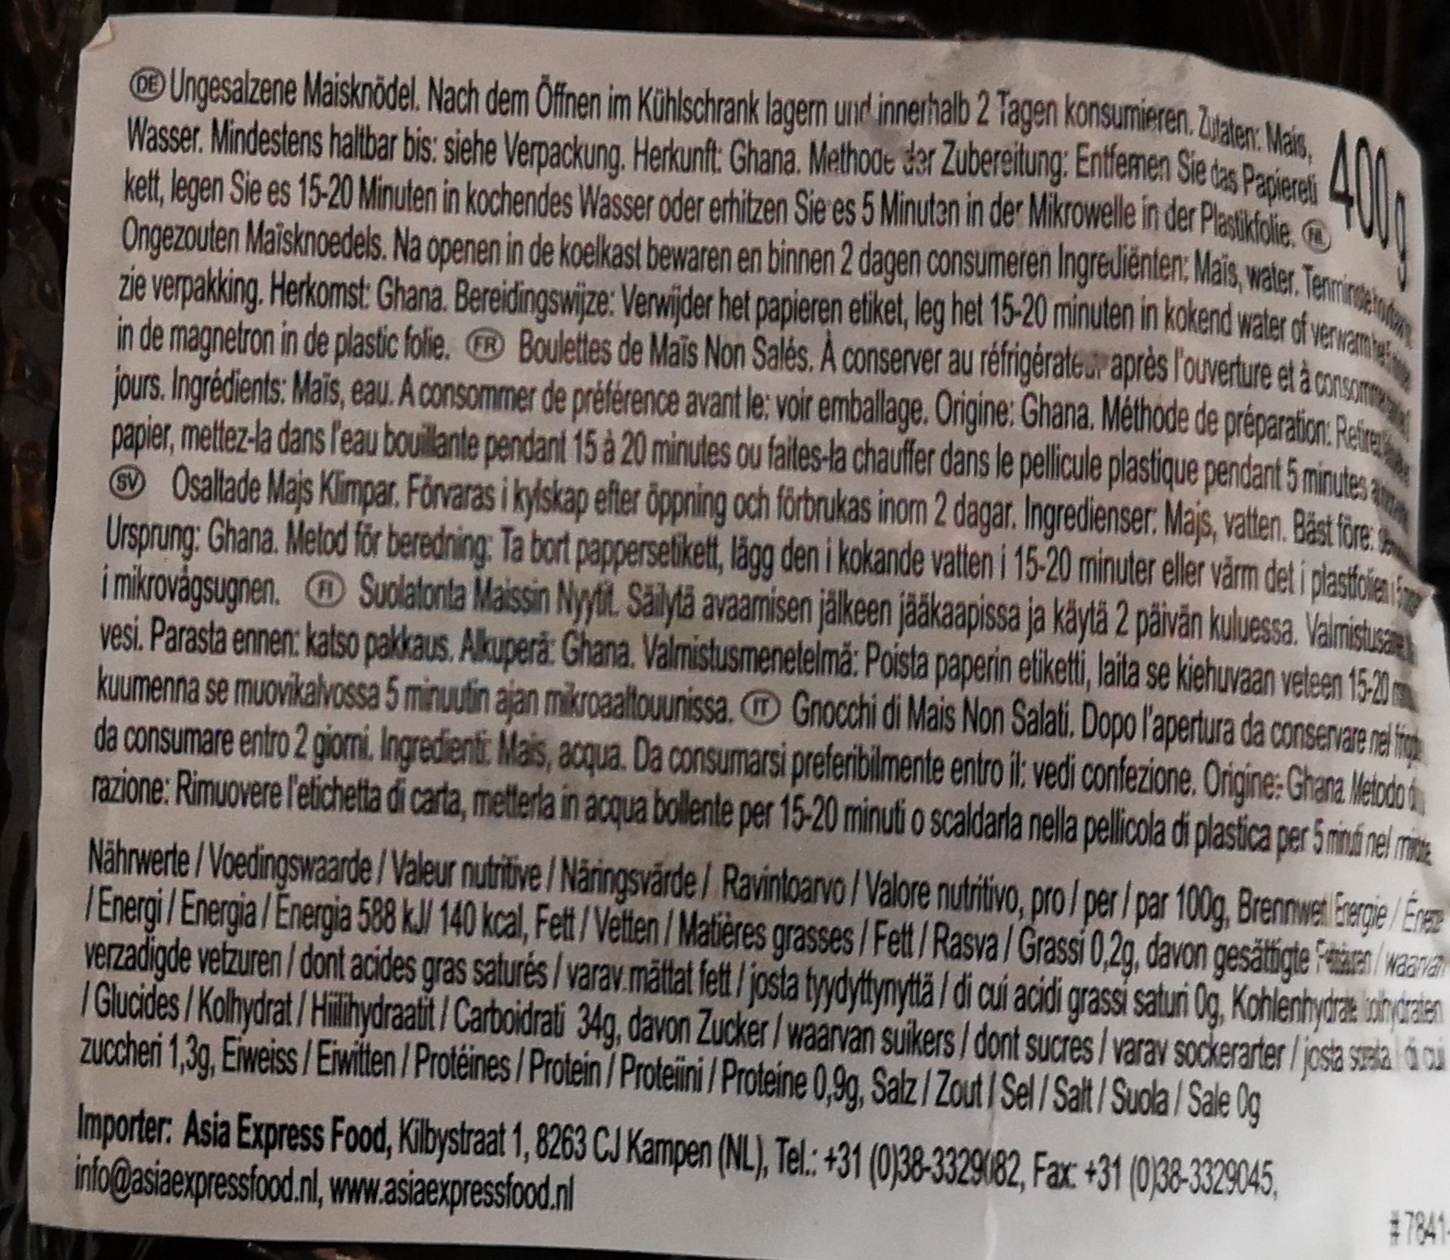 DE Ungesalzene Maisknödel. Nach dem Öffnen im Kühlschrank lagern und innerhalb 2 Tagen konsumieren. Zutaten: Mais,
Wasser. Mindestens haltbar bis: siehe Verpackung. Herkunft: Ghana. Methode der Zubereitung: Entfernen Sie das Papiereti
400g
kett, legen Sie es 15-20 Minuten in kochendes Wasser oder erhitzen Sie es 5 Minuten in der Mikrowelle in der Plastikfolie. NL
Ongezouten Maïsknoedels. Na openen in de koelkast bewaren en binnen 2 dagen consumeren Ingrediënten: Maïs, water. Tenminste
zie verpakking. Herkomst: Ghana. Bereidingswijze: Verwijder het papieren etiket, leg het 15-20 minuten in kokend water of verwarm het
in de magnetron in de plastic folie. FR Boulettes de Maïs Non Salés. À conserver au réfrigérateur après l'ouverture et à consommer
jours. Ingrédients: Maïs, eau. A consommer de préférence avant le: voir emballage. Origine: Ghana. Méthode de préparation: Retirez
papier, mettez-la dans l'eau bouillante pendant 15 à 20 minutes ou faites-la chauffer dans le pellicule plastique pendant 5 minutes
SV Osaltade Majs Klimpar. Förvaras i kylskap efter öppning och förbrukas inom 2 dagar. Ingredienser: Majs, vatten. Bäst före:
Ursprung: Ghana. Metod för beredning: Ta bort pappersetikett, lägg den i kokande vatten i 15-20 minuter eller värm det i plastfolien i
i mikrovågsugnen. FI Suolatonta Maissin Nyytit. Säilytä avaamisen jälkeen jääkaapissa ja käytä 2 päivän kuluessa.
vesi. Parasta ennen: katso pakkaus. Alkuperä: Ghana. Valmistusmenetelmä: Poista paperin etiketti, laita se kiehuvaan veteen 15-20
kuumenna se muovikalvossa 5 minuutin ajan mikroaaltouunissa. IT Gnocchi di Mais Non Salati. Dopo l'apertura da conservare nel
da consumare entro 2 giorni. Ingredienti: Mais, acqua. Da consumarsi preferibilmente entro il: vedi confezione. Origine: Ghana. Metodo
razione: Rimuovere l'etichetta di carta, metterla in acqua bollente per 15-20 minuti o scaldarla nella pellicola di plastica per 5 minuti nel
Nährwerte / Voedingswaarde / Valeur nutritive / Näringsvärde / Ravintoarvo / Valore nutritivo, pro / per / par 100g, Brennwert Energie /
/ Energi / Energia / Energia 588 kJ/ 140 kcal, Fett / Vetten / Matières grasses / Fett / Rasva / Grassi 0,2g, davon gesättigte / waarvan
verzadigde vetzuren / dont acides gras saturés / varav mättat fett / josta tyydyttynyttä / di cui acidi grassi saturi 0g, Kohlenhydrate
/ Glucides / Kolhydrat / Hiilihydraatit / Carboidrati 34g, davon Zucker / waarvan suikers / dont sucres / varav sockerarter / josta
zuccheri 1,3g, Eiweiss / Eiwitten / Protéines / Protein / Proteiini / Proteine 0,9g, Salz / Zout / Sel / Salt / Suola / Sale 0g
Importer: Asia Express Food, Kilbystraat 1, 8263 CJ Kampen (NL), Tel.: +31 (0)38-3329082, Fax: +31 (0)38-3329045,
info@asiaexpressfood.nl, www.asiaexpressfood.nl
#7841